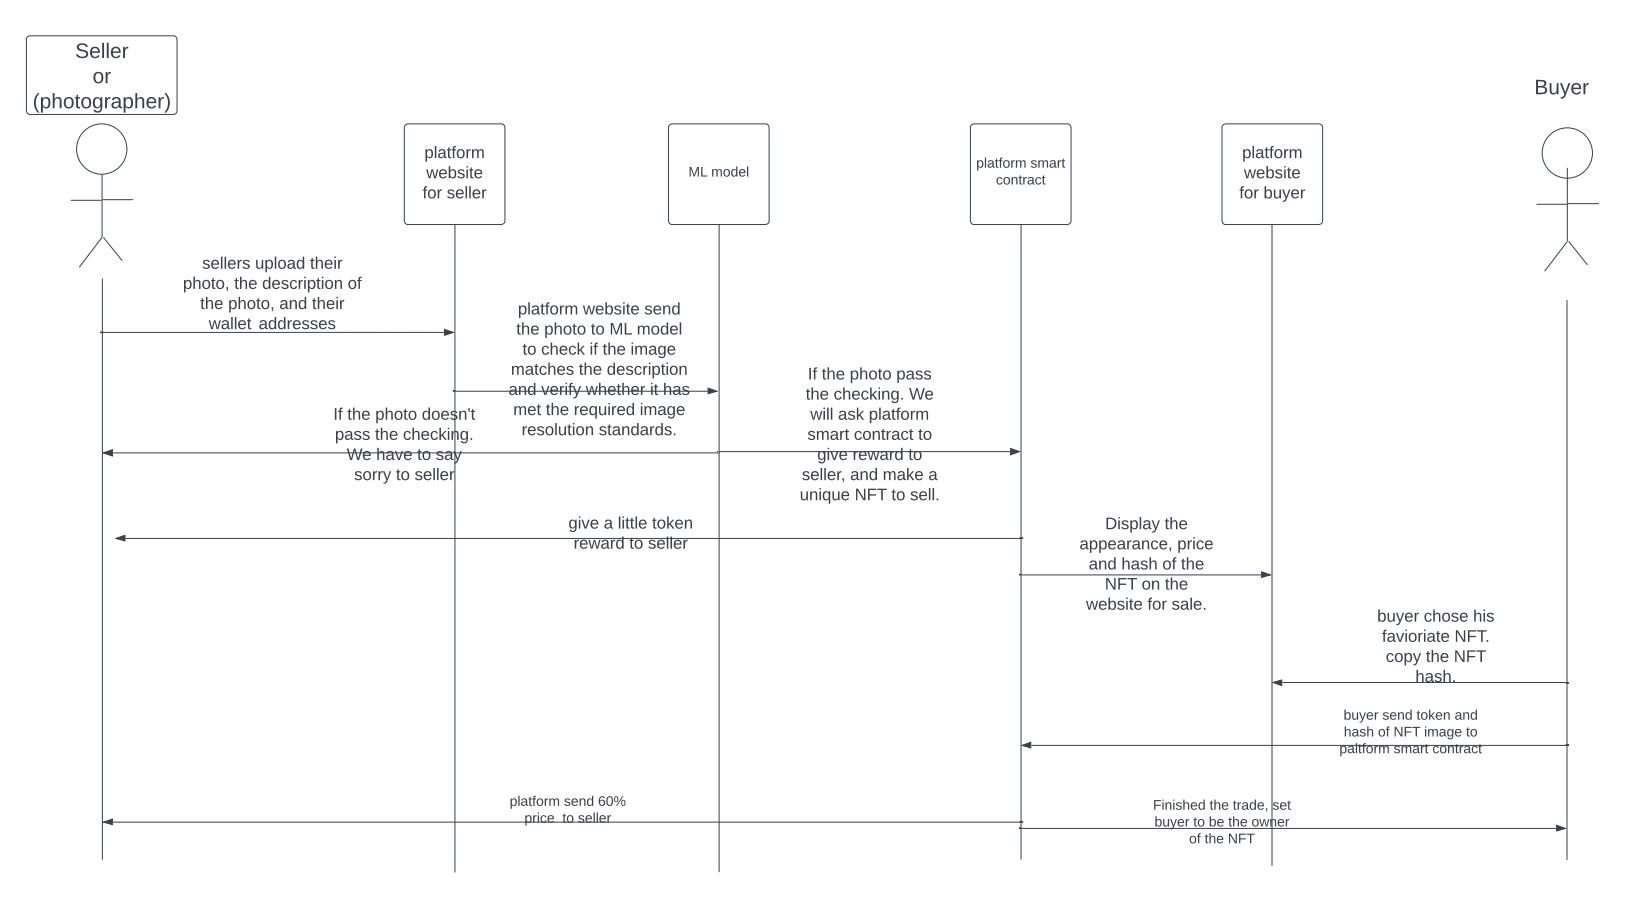 Seller
or
(photographer)
Buyer
platform
website
for seller
ML model
platform smart
contract
platform
website
for buyer
sellers upload their
photo, the description of
the photo, and their
wallet addresses
platform website send
the photo to ML model
to check if the image
matches the description
and verify whether it has
met the required image
resolution standards.
If the photo doesn't
pass the checking.
We have to say
sorry to seller
If the photo pass
the checking. We
will ask platform
smart contract to
give reward to
seller, and make a
unique NFT to sell.
give a little token
reward to seller
Display the
appearance, price
and hash of the
NFT on the
website for sale.
buyer chose his
favioriate NFT.
copy the NFT
hash.
buyer send token and
hash of NFT image to
paltform smart contract
platform send 60%
price to seller
Finished the trade, set
buyer to be the owner
of the NFT